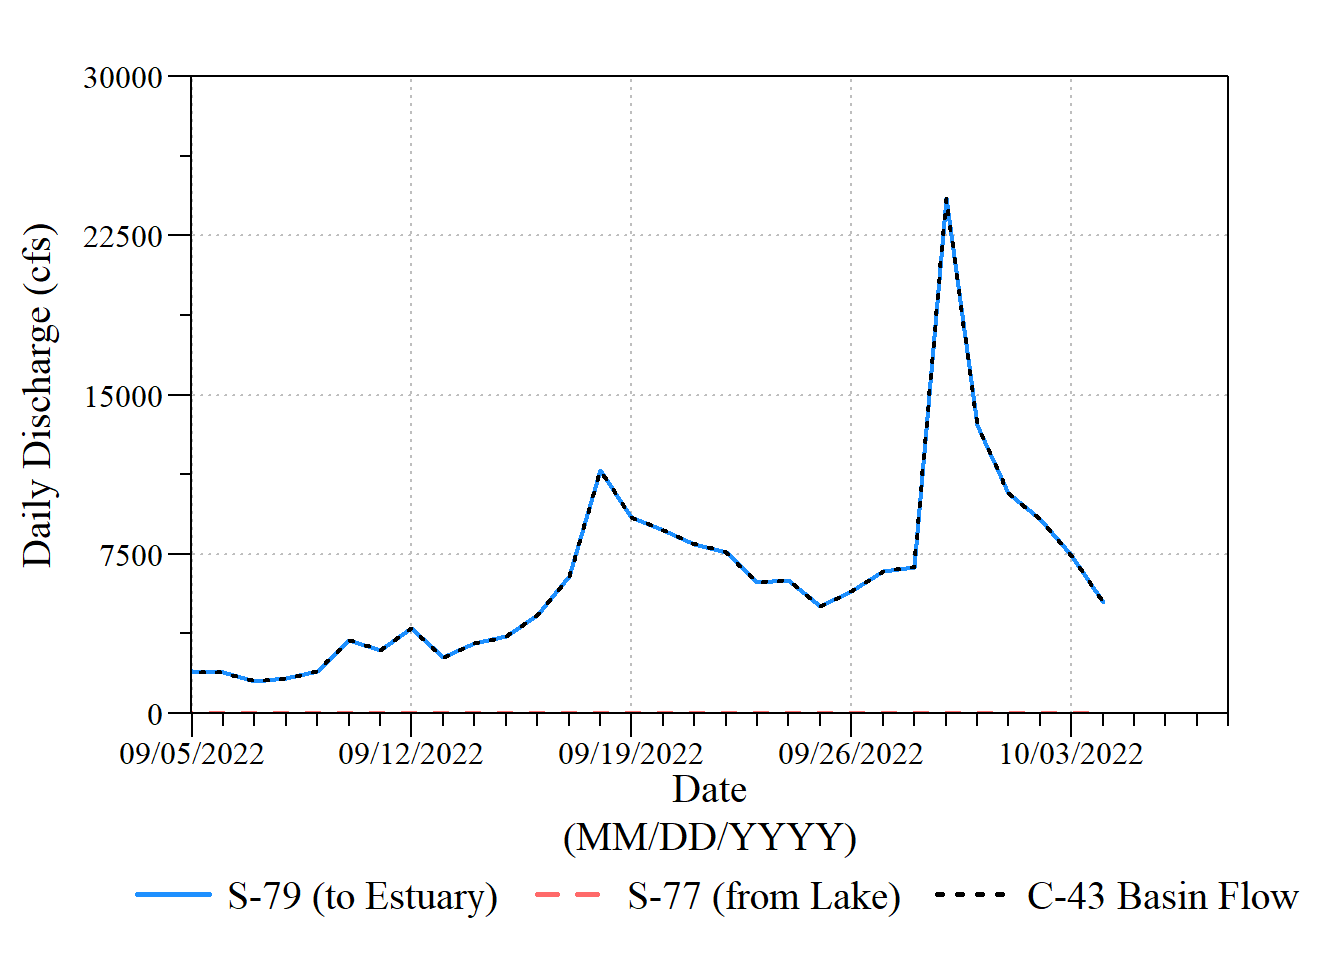 30000
22500
15000
7500
0
Daily Discharge (cfs)
09/05/2022 09/12/2022 09/19/2022 09/26/2022 10/03/2022
Date
(MM/DD/YYYY)
S-79 (to Estuary) S-77 (from Lake) C-43 Basin Flow